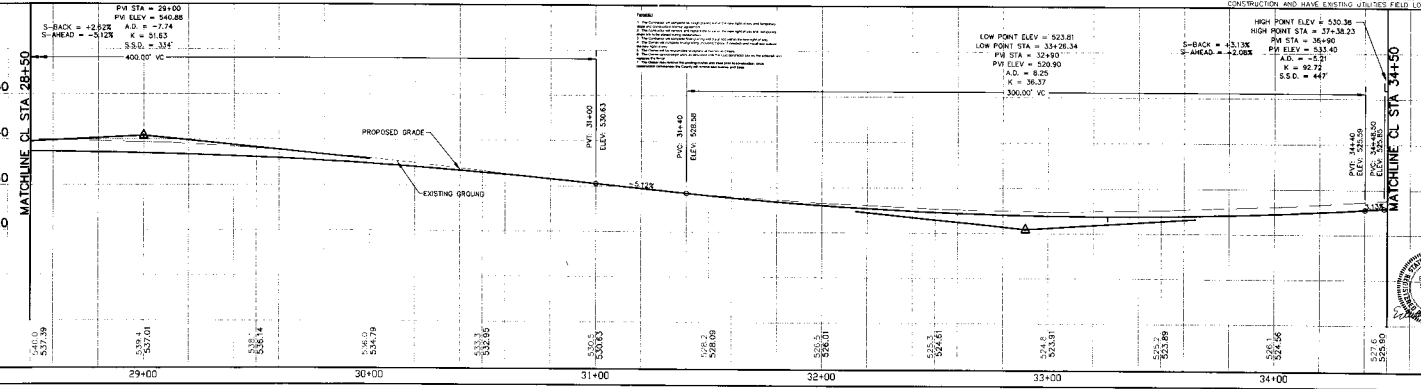 CONSTRUCTION AND HAVE EXISTING UTILITIES FIELD LO
PVI STA = 29+00
PVI ELEV = 540.88
S-BACK = +2.62%
S-AHEAD = -5.12%
A.D. = -7.74
K = 51.63
S.S.D. = 334'
400.00' VC
LOW POINT ELEV = 523.81
LOW POINT STA = 33+26.34
PVI STA = 32+90
PVI ELEV = 520.90
A.D. = 8.25
K = 36.37
300.00' VC
HIGH POINT ELEV = 530.36
HIGH POINT STA = 37+38.23
PVI STA = 36+90
PVI ELEV = 533.40
S-BACK = +3.13%
S-AHEAD = -2.08%
A.D. = -5.21
K = 92.72
S.S.D. = 447'
MATCHLINE CL STA 28+50
MATCHLINE CL STA 34+50
PROPOSED GRADE
EXISTING GROUND
PVT: 31+00
ELEV: 530.63
-5.12%
PVC: 31+40
ELEV: 528.58
PVT: 34+40
ELEV: 525.59
PVC: 34+48.50
ELEV: 525.85
3.13%
540.0
537.39
539.4
537.01
536.14
536.0
534.79
533.3
532.95
530.5
530.63
528.2
528.09
526.5
526.01
525.3
524.61
524.8
523.91
525.2
523.89
526.1
524.56
527.6
525.90
29+00
30+00
31+00
32+00
33+00
34+00